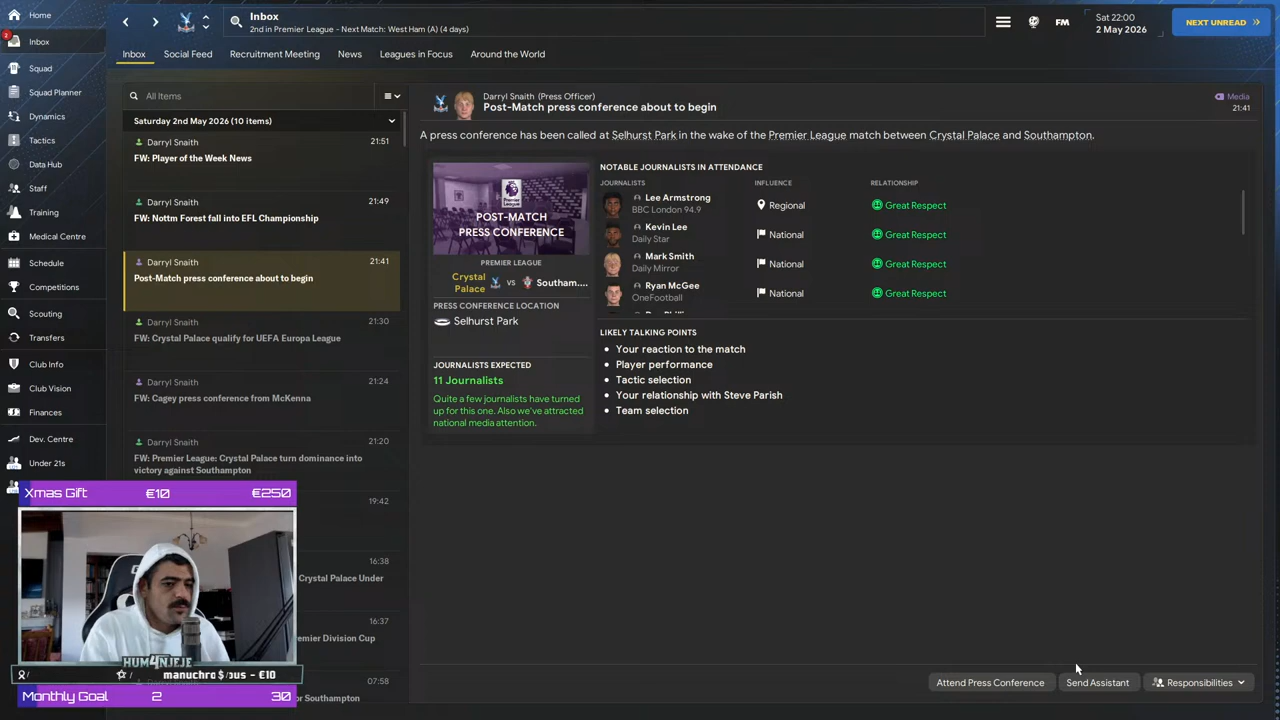 Home
2
Inbox
Squad
Squad Planner
Dynamics
Tactics
Data Hub
Staff
Training
Medical Centre
Schedule
Competitions
Scouting
Transfers
Club Info
Club Vision
Finances
Dev. Centre
Under 21s
Inbox
2nd in Premier League - Next Match: West Ham (A) (4 days)
FM
Sat 22:00
2 May 2026
NEXT UNREAD
Inbox
Social Feed
Recruitment Meeting
News
Leagues in Focus
Around the World
All Items
Saturday 2nd May 2026 (10 items)
Darryl Snaith
21:51
FW: Player of the Week News
Darryl Snaith
21:49
FW: Nottm Forest fall into EFL Championship
Darryl Snaith
21:41
Post-Match press conference about to begin
Darryl Snaith
21:30
FW: Crystal Palace qualify for UEFA Europa League
Darryl Snaith
21:24
FW: Cagey press conference from McKenna
Darryl Snaith
21:20
FW: Premier League: Crystal Palace turn dominance into
victory against Southampton
19:42
16:38
Crystal Palace Under
16:37
emier Division Cup
07:58
or Southampton
Darryl Snaith (Press Officer)
Post-Match press conference about to begin
Media
21:41
A press conference has been called at Selhurst Park in the wake of the Premier League match between Crystal Palace and Southampton.
POST-MATCH
PRESS CONFERENCE
PREMIER LEAGUE
Crystal
Palace
VS
Southam....
PRESS CONFERENCE LOCATION
Selhurst Park
JOURNALISTS EXPECTED
11 Journalists
Quite a few journalists have turned
up for this one. Also we've attracted
national media attention.
NOTABLE JOURNALISTS IN ATTENDANCE
JOURNALISTS
INFLUENCE
RELATIONSHIP
Lee Armstrong
BBC London 94.9
Regional
Great Respect
Kevin Lee
Daily Star
National
Great Respect
Mark Smith
Daily Mirror
National
Great Respect
Ryan McGee
OneFootball
National
Great Respect
LIKELY TALKING POINTS
Your reaction to the match
Player performance
Tactic selection
Your relationship with Steve Parish
Team selection
Attend Press Conference
Send Assistant
Responsibilities
Xmas Gift
€10
€250
HUM4NJEJE
manuchro$/ous - €10
Monthly Goal
2
30